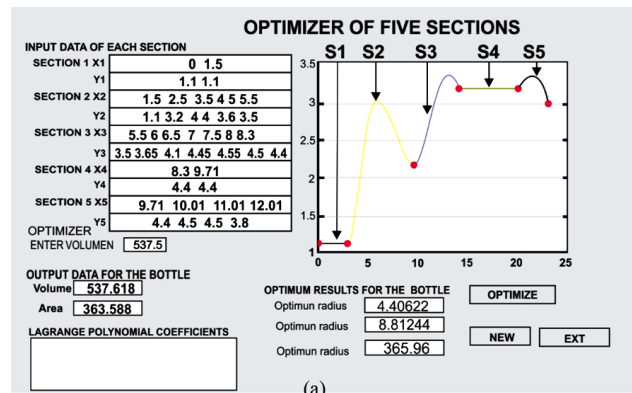 OPTIMIZER OF FIVE SECTIONS
INPUT DATA OF EACH SECTION
SECTION 1 X1 0 1.5
Y1 1.1 1.1
SECTION 2 X2 1.5 2.5 3.5 4 5 5.5
Y2 1.1 3.2 4 4 3.6 3.5
SECTION 3 X3 5.5 6 6.5 7 7.5 8 8.3
Y3 3.5 3.65 4.1 4.45 4.55 4.5 4.4
SECTION 4 X4 8.3 9.71
Y4 4.4 4.4
SECTION 5 X5 9.71 10.01 11.01 12.01
Y5 4.4 4.5 4.5 3.8
OPTIMIZER
ENTER VOLUMEN 537.5
S1 S2 S3 S4 S5
3.5
3
2.5
2
1.5
1
0 5 10 15 20 25
OUTPUT DATA FOR THE BOTTLE
Volume 537.618
Area 363.588
LAGRANGE POLYNOMIAL COEFFICIENTS
OPTIMUM RESULTS FOR THE BOTTLE
Optimun radius 4.40622
Optimun radius 8.81244
Optimun radius 365.96
OPTIMIZE
NEW EXT
(a)